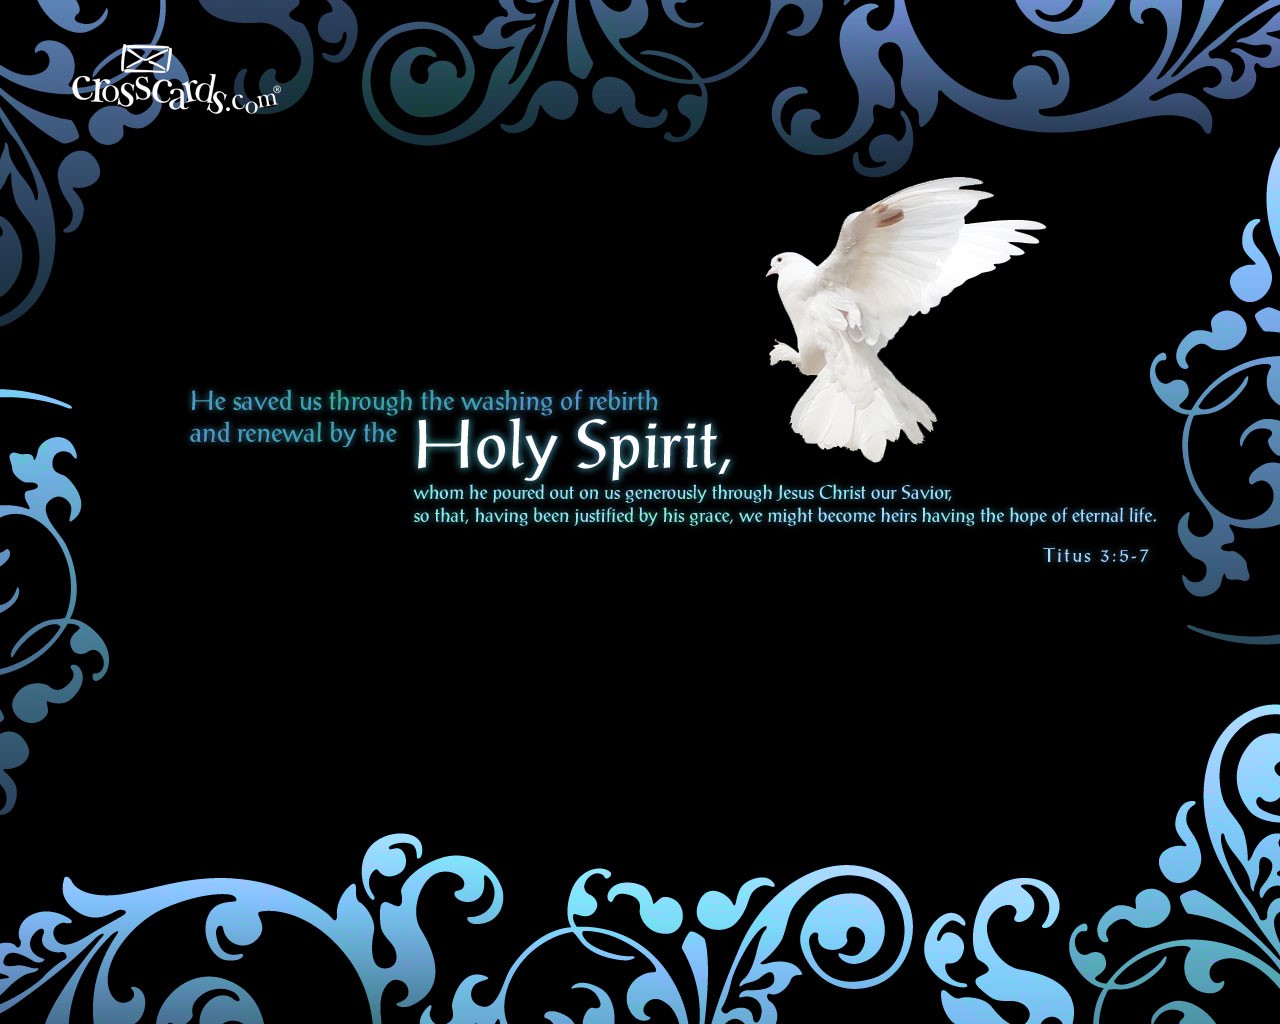 crosscards.com®
He saved us through the washing of rebirth
and renewal by the Holy Spirit,
whom he poured out on us generously through Jesus Christ our Savior,
so that, having been justified by his grace, we might become heirs having the hope of eternal life.
Titus 3:5-7